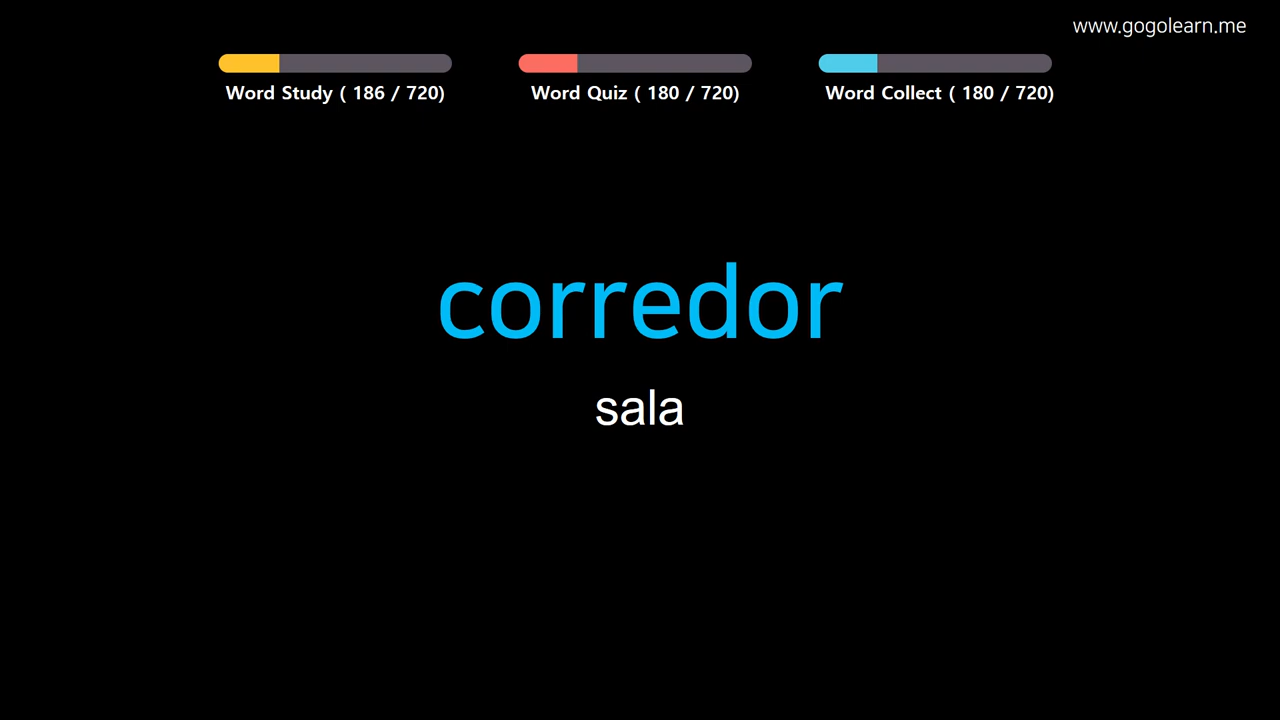 www.gogolearn.me
Word Study ( 186 / 720)
Word Quiz ( 180 / 720)
Word Collect ( 180 / 720)
corredor
sala